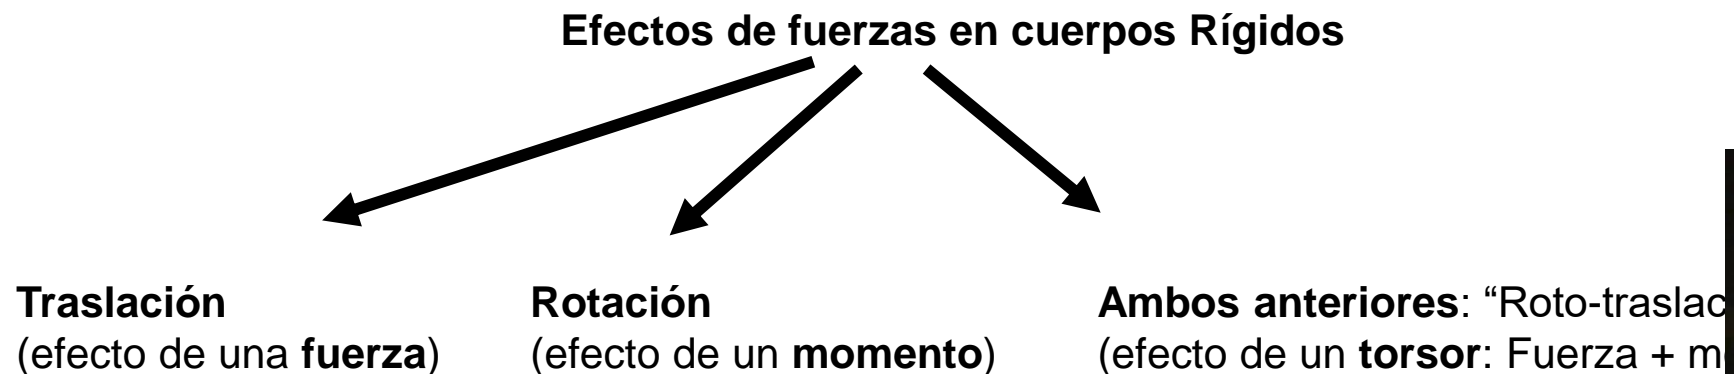 Efectos de fuerzas en cuerpos Rígidos
Traslación
(efecto de una fuerza)
Rotación
(efecto de un momento)
Ambos anteriores: “Roto-traslac
(efecto de un torsor: Fuerza + m